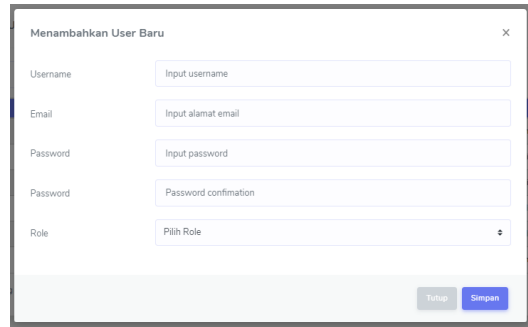 Menambahkan User Baru ×
Username Input username
Email Input alamat email
Password Input password
Password Password confimation
Role Pilih Role
Tutup Simpan